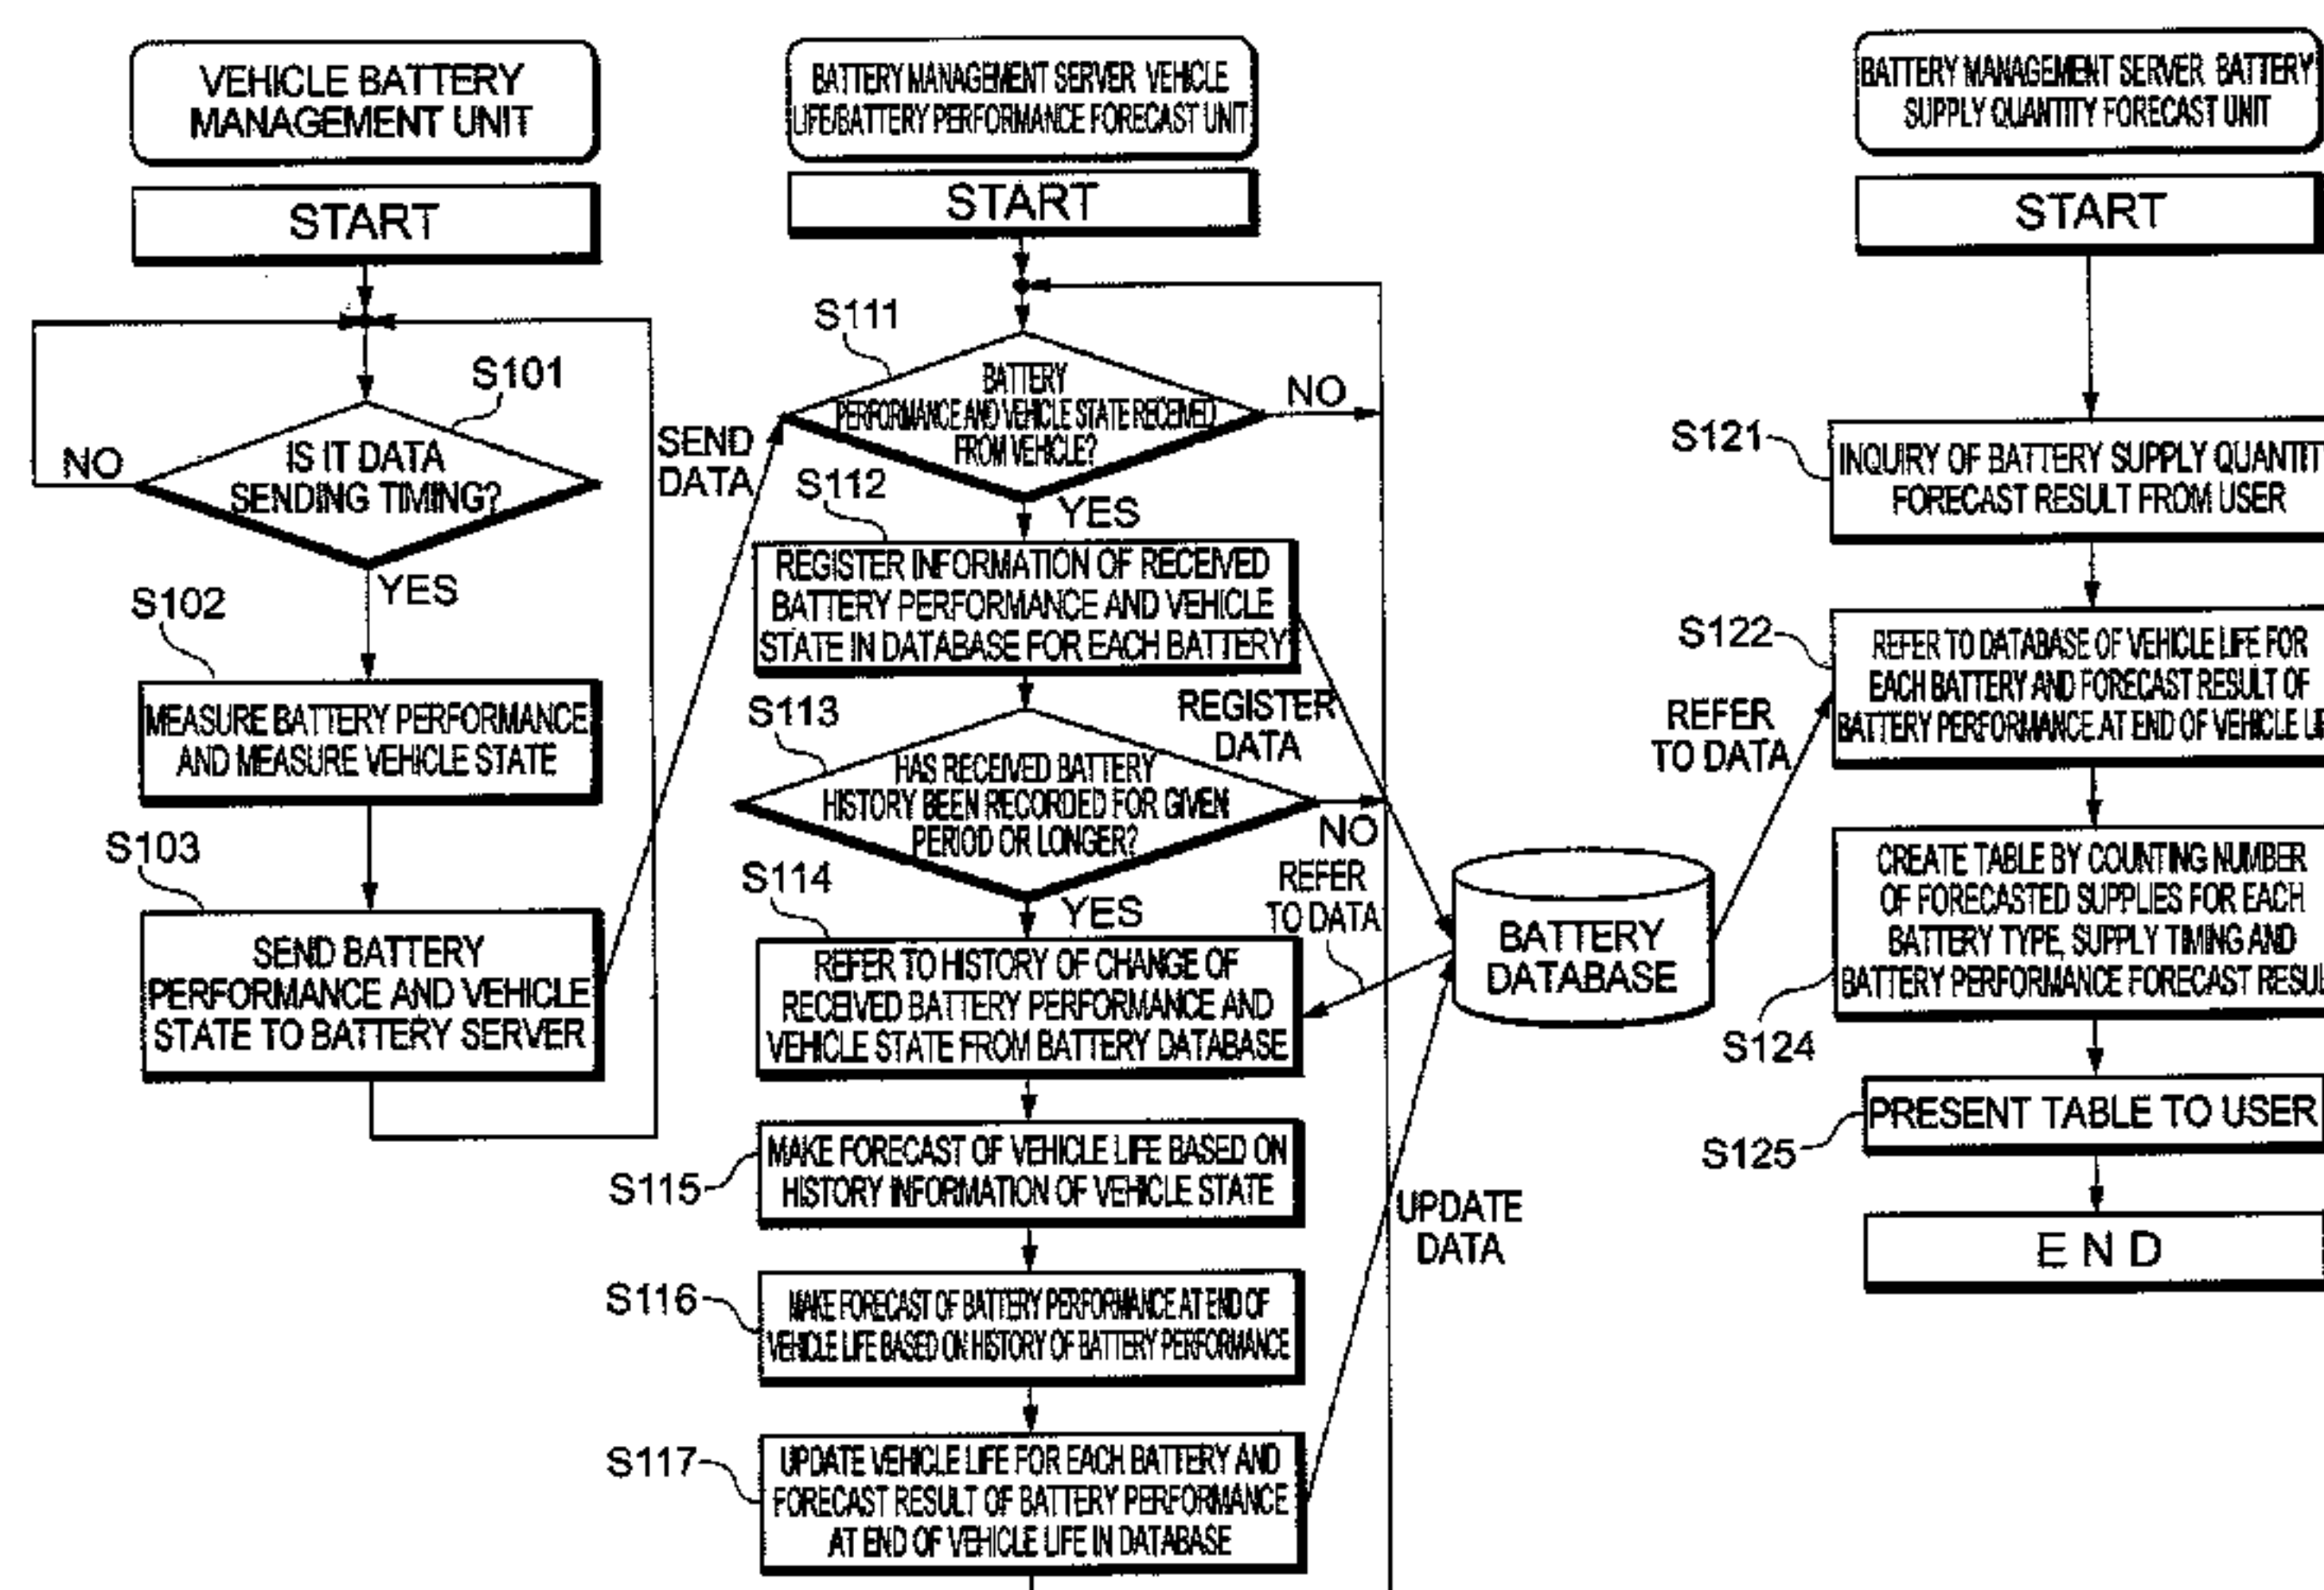 VEHICLE BATTERY
MANAGEMENT UNIT
START
S101
IS IT DATA
SENDING TIMING?
NO
YES
S102
MEASURE BATTERY PERFORMANCE
AND MEASURE VEHICLE STATE
S103
SEND BATTERY
PERFORMANCE AND VEHICLE
STATE TO BATTERY SERVER
SEND
DATA
BATTERY MANAGEMENT SERVER VEHICLE
LIFE/BATTERY PERFORMANCE FORECAST UNIT
START
S111
BATTERY
PERFORMANCE AND VEHICLE STATE RECEIVED
FROM VEHICLE?
NO
YES
S112
REGISTER INFORMATION OF RECEIVED
BATTERY PERFORMANCE AND VEHICLE
STATE IN DATABASE FOR EACH BATTERY
REGISTER
DATA
S113
HAS RECEIVED BATTERY
HISTORY BEEN RECORDED FOR GIVEN
PERIOD OR LONGER?
NO
YES
REFER
TO DATA
S114
REFER TO HISTORY OF CHANGE OF
RECEIVED BATTERY PERFORMANCE AND
VEHICLE STATE FROM BATTERY DATABASE
S115
MAKE FORECAST OF VEHICLE LIFE BASED ON
HISTORY INFORMATION OF VEHICLE STATE
S116
MAKE FORECAST OF BATTERY PERFORMANCE AT END OF
VEHICLE LIFE BASED ON HISTORY OF BATTERY PERFORMANCE
S117
UPDATE VEHICLE LIFE FOR EACH BATTERY AND
FORECAST RESULT OF BATTERY PERFORMANCE
AT END OF VEHICLE LIFE IN DATABASE
UPDATE
DATA
BATTERY
DATABASE
BATTERY MANAGEMENT SERVER BATTERY
SUPPLY QUANTITY FORECAST UNIT
START
S121
INQUIRY OF BATTERY SUPPLY QUANTIT
FORECAST RESULT FROM USER
S122
REFER TO DATABASE OF VEHICLE LIFE FOR
EACH BATTERY AND FORECAST RESULT OF
BATTERY PERFORMANCE AT END OF VEHICLE
REFER
TO DATA
CREATE TABLE BY COUNTING NUMBER
OF FORECASTED SUPPLIES FOR EACH
BATTERY TYPE, SUPPLY TIMING AND
BATTERY PERFORMANCE FORECAST RESUL
S124
PRESENT TABLE TO USER
S125
E N D